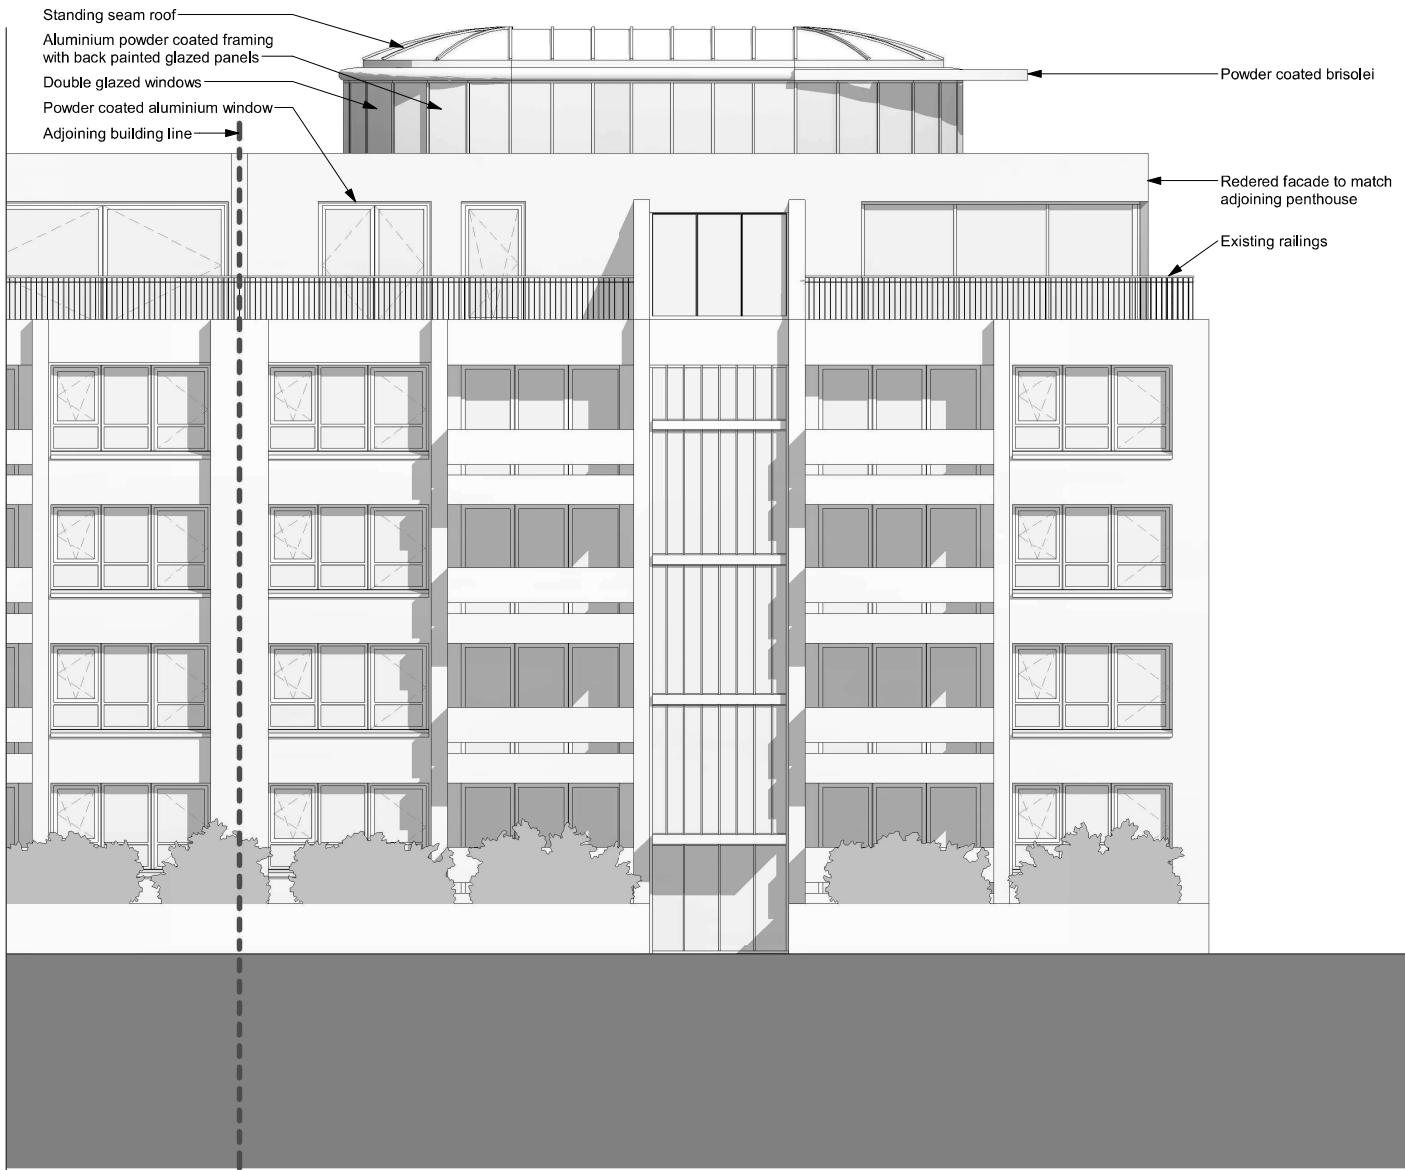 Standing seam roof
Aluminium powder coated framing
with back painted glazed panels
Double glazed windows
Powder coated aluminium window
Adjoining building line
Powder coated brisolei
Redered facade to match
adjoining penthouse
Existing railings